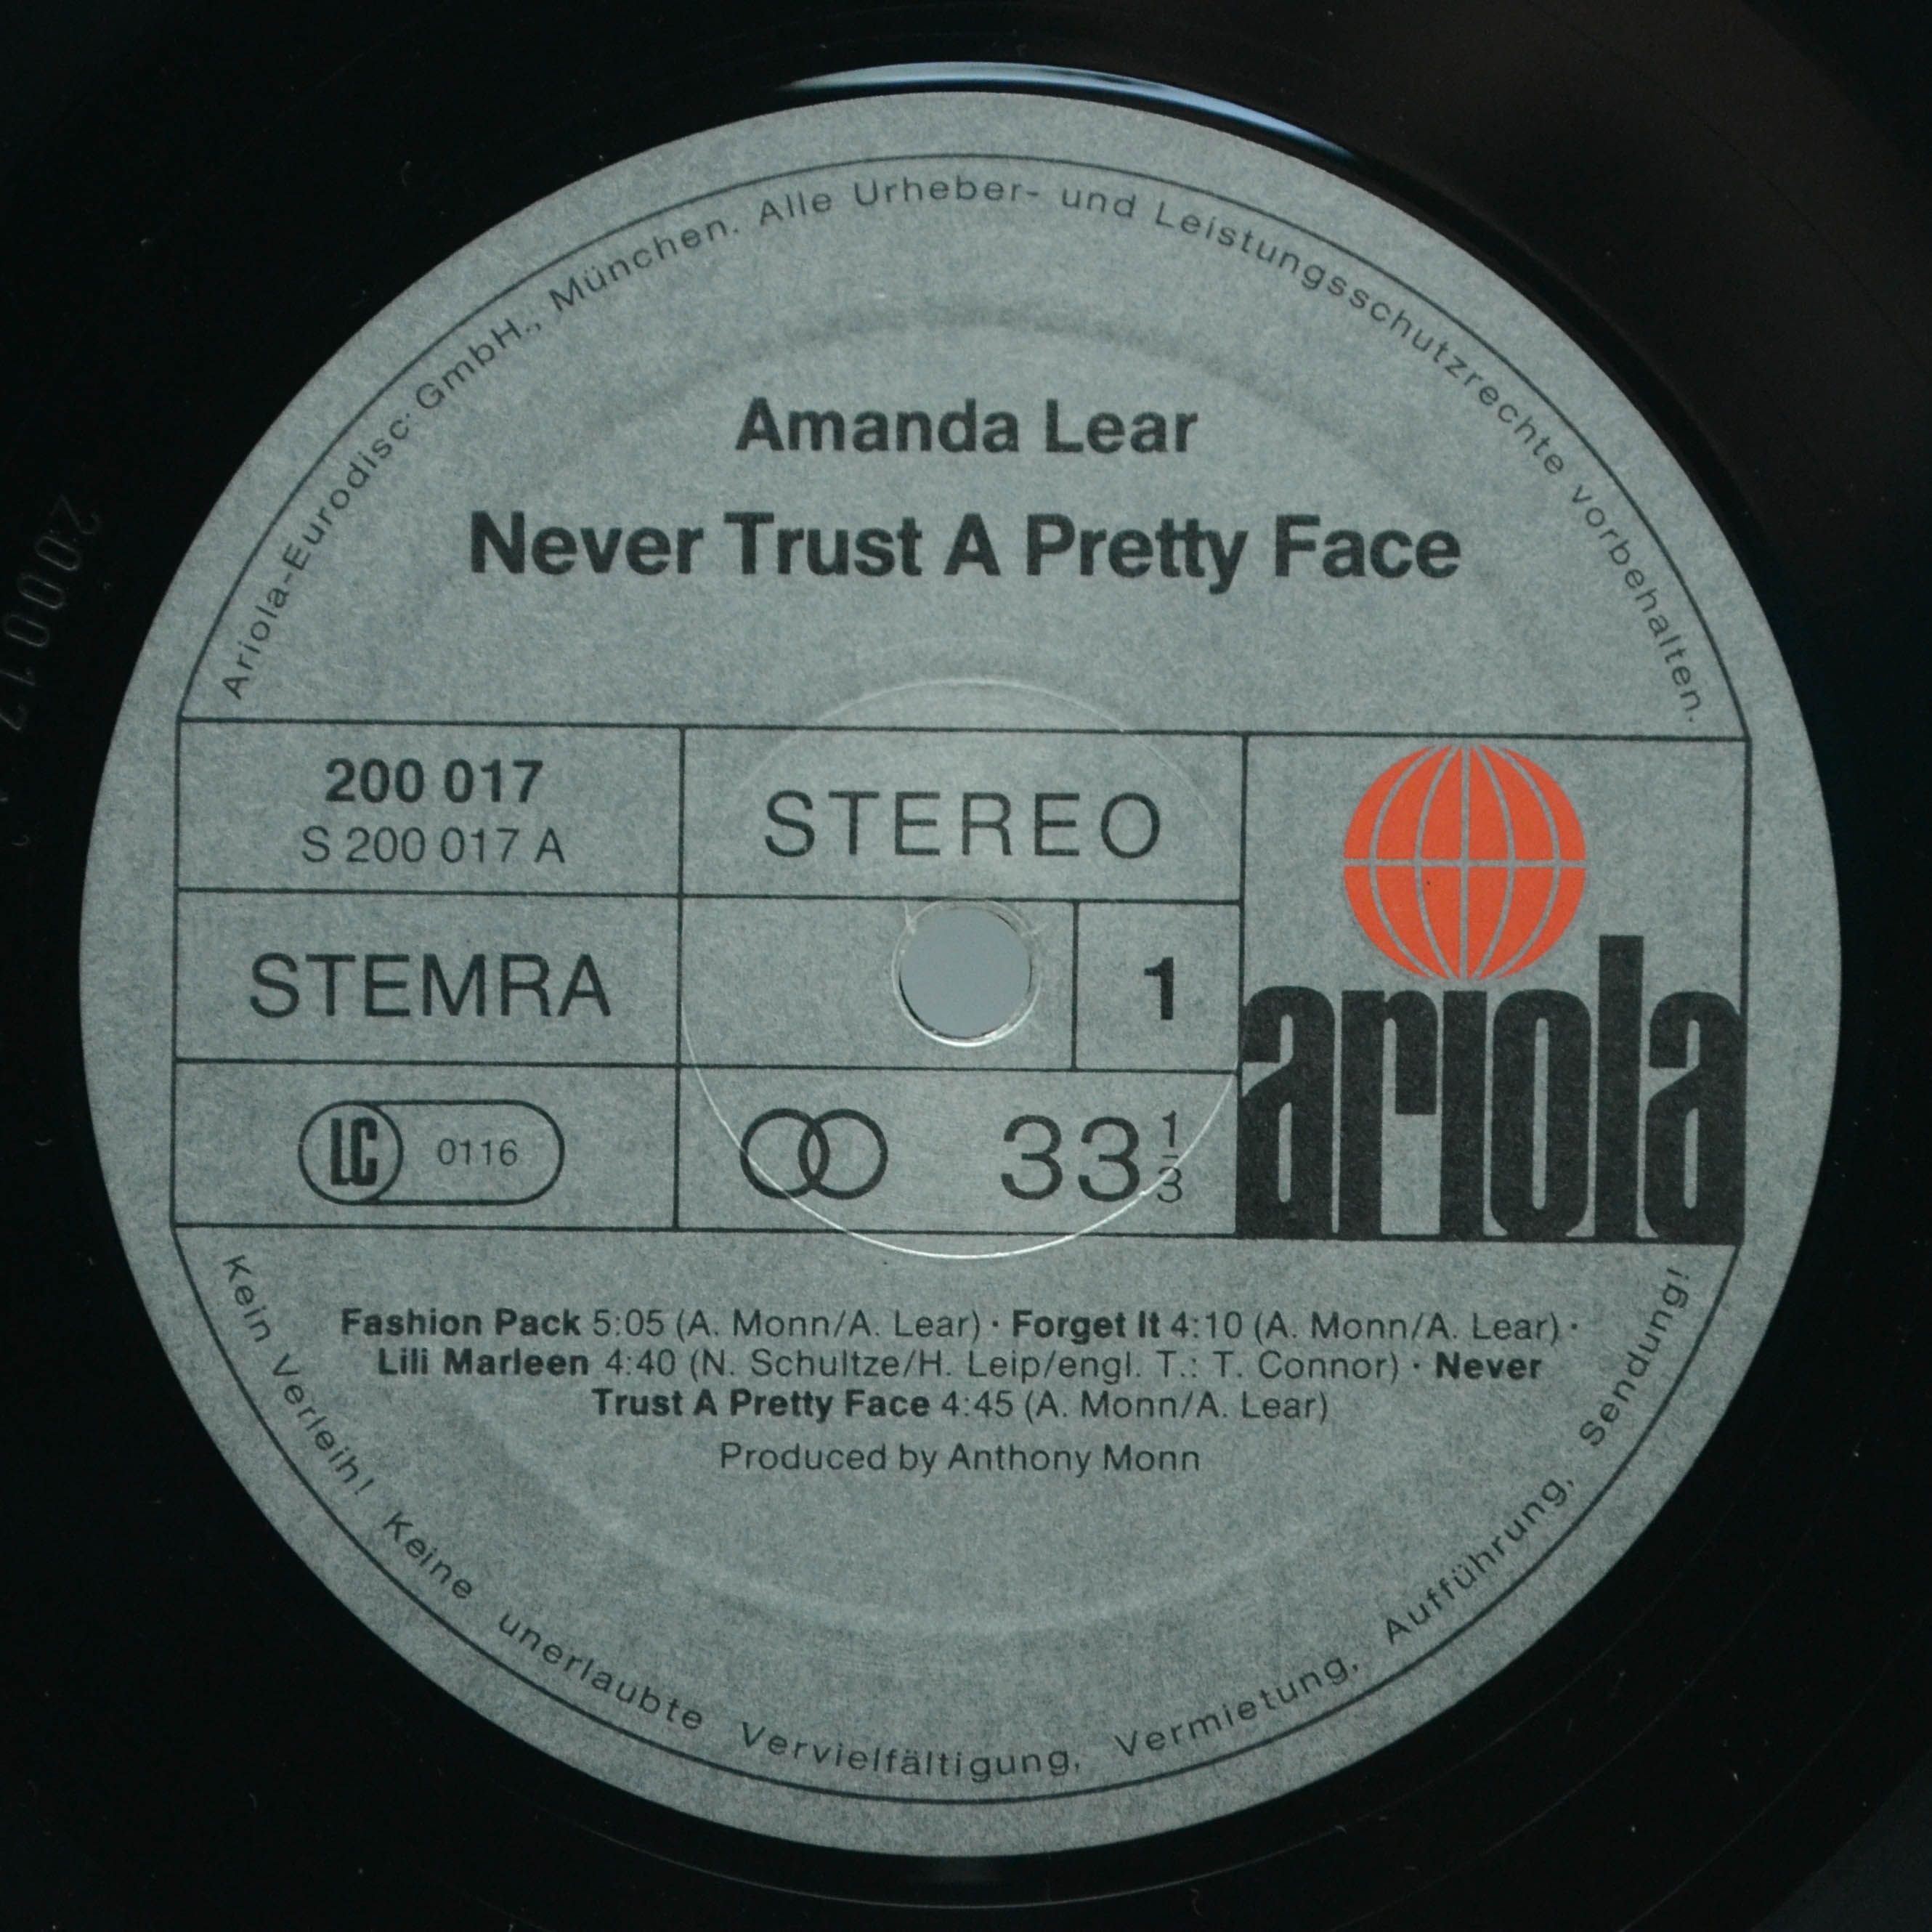 Ariola-Eurodisc GmbH., München. Alle Urheber- und Leistungsschutzrechte vorbehalten.
Amanda Lear
Never Trust A Pretty Face
200 017
S 200 017 A
STEREO
STEMRA
1
LC 0116
33 1/3
ariola
Fashion Pack 5:05 (A. Monn/A. Lear) · Forget It 4:10 (A. Monn/A. Lear) ·
Lili Marleen 4:40 (N. Schultze/H. Leip/engl. T.: T. Connor) · Never
Trust A Pretty Face 4:45 (A. Monn/A. Lear)
Produced by Anthony Monn
Kein Verleih! Keine unerlaubte Vervielfältigung, Vermietung, Aufführung, Sendung!